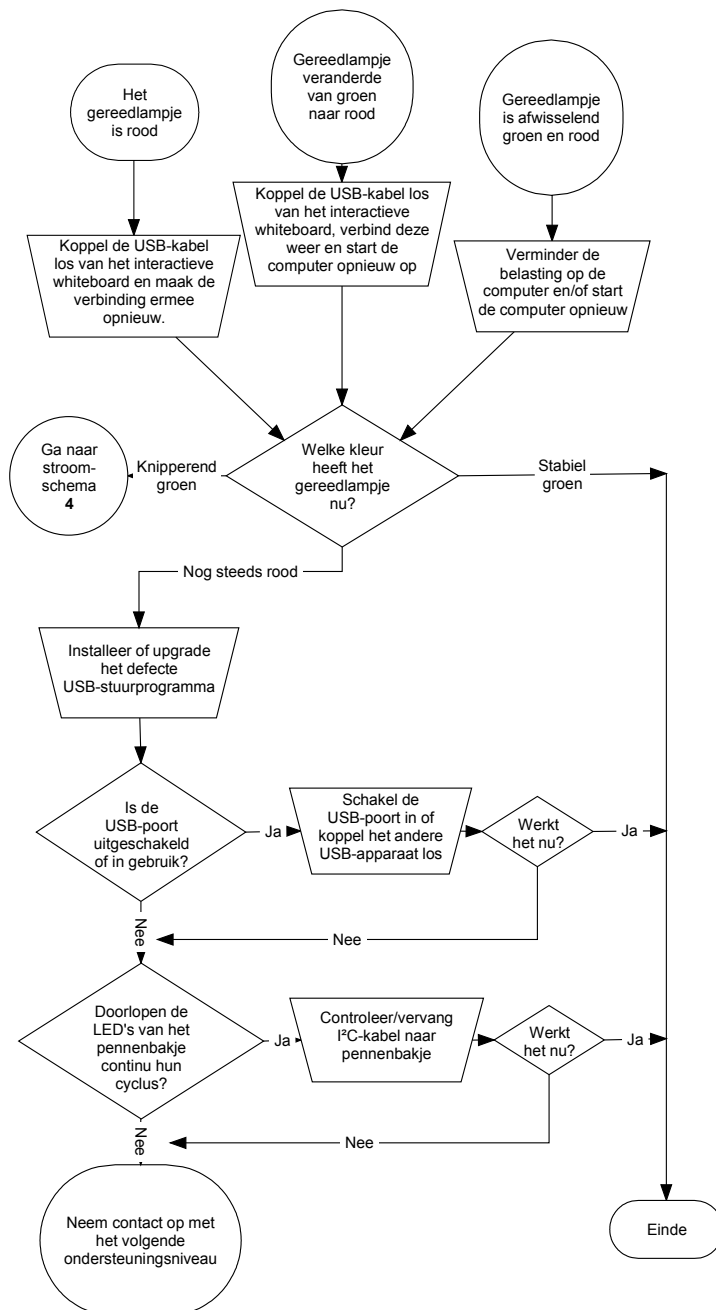 Het
gereedlampje
is rood
Gereedlampje
veranderde
van groen
naar rood
Gereedlampje
is afwisselend
groen en rood
Koppel de USB-kabel
los van het interactieve
whiteboard en maak de
verbinding ermee
opnieuw.
Koppel de USB-kabel los
van het interactieve
whiteboard, verbind deze
weer en start de
computer opnieuw op
Verminder de
belasting op de
computer en/of start
de computer opnieuw
Ga naar
stroom-
schema
4
Knipperend
groen
Welke kleur
heeft het
gereedlampje
nu?
Stabiel
groen
Nog steeds rood
Installeer of upgrade
het defecte
USB-stuurprogramma
Is de
USB-poort
uitgeschakeld
of in gebruik?
Ja
Schakel de
USB-poort in of
koppel het andere
USB-apparaat los
Werkt
het nu?
Ja
Nee
Nee
Doorlopen de
LED's van het
pennenbakje
continu hun
cyclus?
Ja
Controleer/vervang
I²C-kabel naar
pennenbakje
Werkt
het nu?
Ja
Nee
Nee
Neem contact op met
het volgende
ondersteuningsniveau
Einde